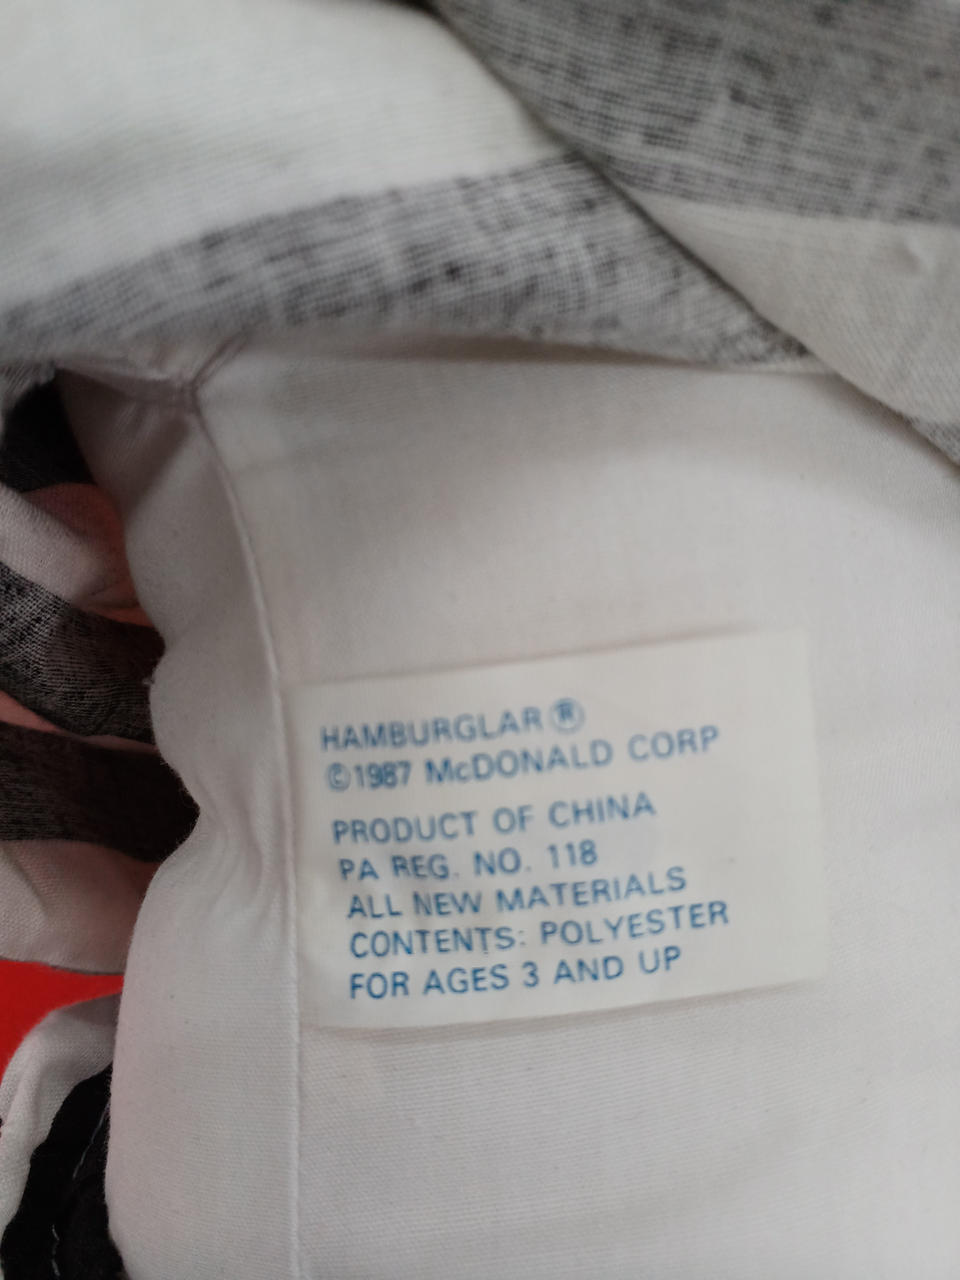 HAMBURGLAR®
©1987 McDONALD CORP
PRODUCT OF CHINA
PA REG. NO. 118
ALL NEW MATERIALS
CONTENTS: POLYESTER
FOR AGES 3 AND UP